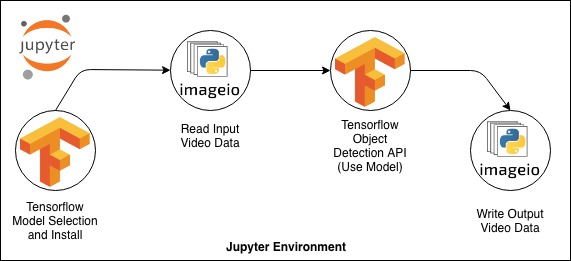 jupyter
imageio
Read Input
Video Data
Tensorflow
Object
Detection API
(Use Model)
imageio
Tensorflow
Model Selection
and Install
Write Output
Video Data
Jupyter Environment